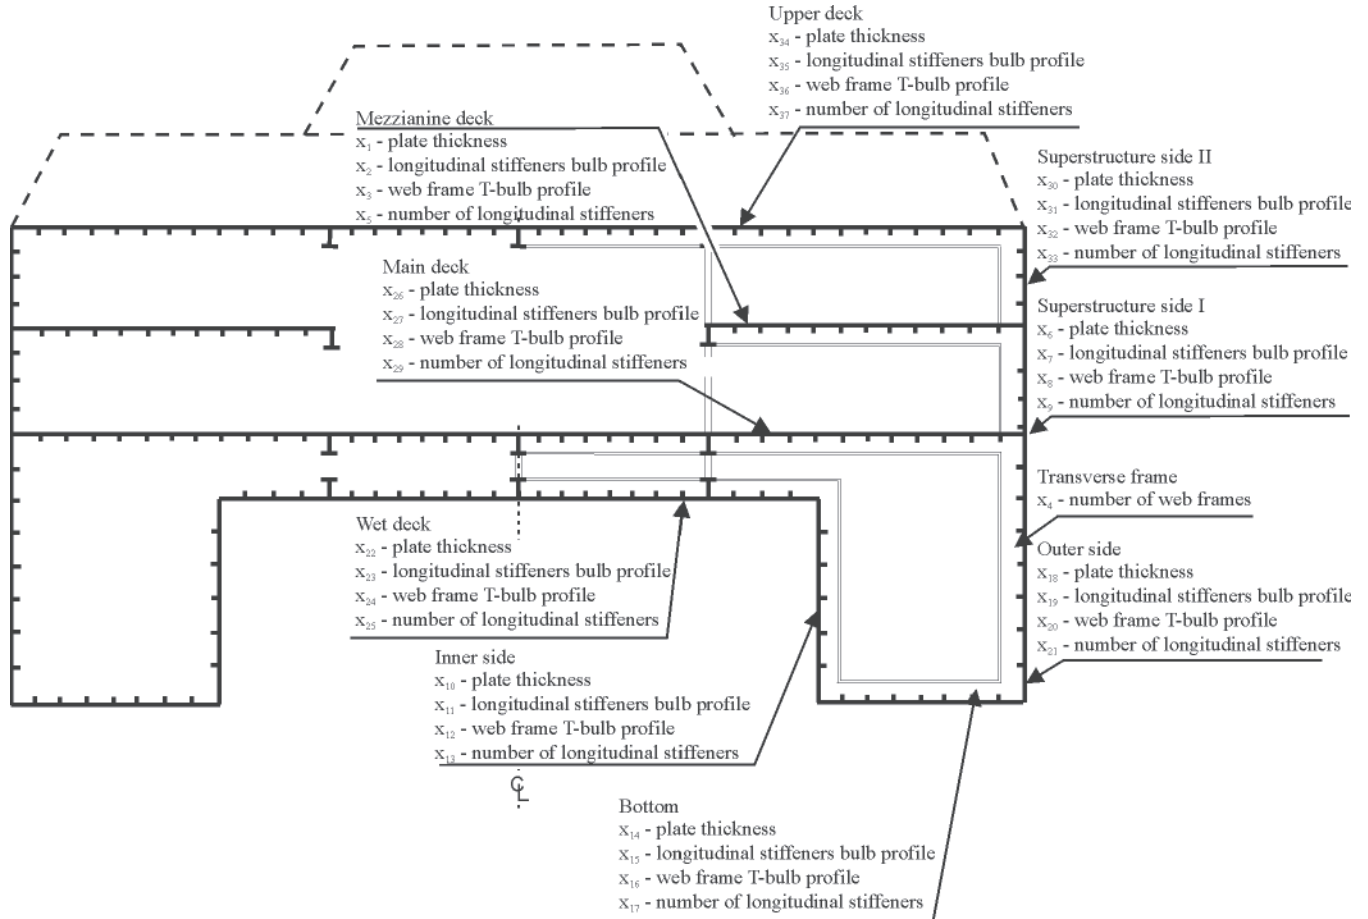 Upper deck
x₃₄ - plate thickness
x₃₅ - longitudinal stiffeners bulb profile
x₃₆ - web frame T-bulb profile
x₃₇ - number of longitudinal stiffeners
Mezzianine deck
x₁ - plate thickness
x₂ - longitudinal stiffeners bulb profile
x₃ - web frame T-bulb profile
x₅ - number of longitudinal stiffeners
Superstructure side II
x₃₀ - plate thickness
x₃₁ - longitudinal stiffeners bulb profile
x₃₂ - web frame T-bulb profile
x₃₃ - number of longitudinal stiffeners
Main deck
x₂₆ - plate thickness
x₂₇ - longitudinal stiffeners bulb profile
x₂₈ - web frame T-bulb profile
x₂₉ - number of longitudinal stiffeners
Superstructure side I
x₆ - plate thickness
x₇ - longitudinal stiffeners bulb profile
x₈ - web frame T-bulb profile
x₉ - number of longitudinal stiffeners
Transverse frame
x₄ - number of web frames
Wet deck
x₂₂ - plate thickness
x₂₃ - longitudinal stiffeners bulb profile
x₂₄ - web frame T-bulb profile
x₂₅ - number of longitudinal stiffeners
Outer side
x₁₈ - plate thickness
x₁₉ - longitudinal stiffeners bulb profile
x₂₀ - web frame T-bulb profile
x₂₁ - number of longitudinal stiffeners
Inner side
x₁₀ - plate thickness
x₁₁ - longitudinal stiffeners bulb profile
x₁₂ - web frame T-bulb profile
x₁₃ - number of longitudinal stiffeners
℄
Bottom
x₁₄ - plate thickness
x₁₅ - longitudinal stiffeners bulb profile
x₁₆ - web frame T-bulb profile
x₁₇ - number of longitudinal stiffeners